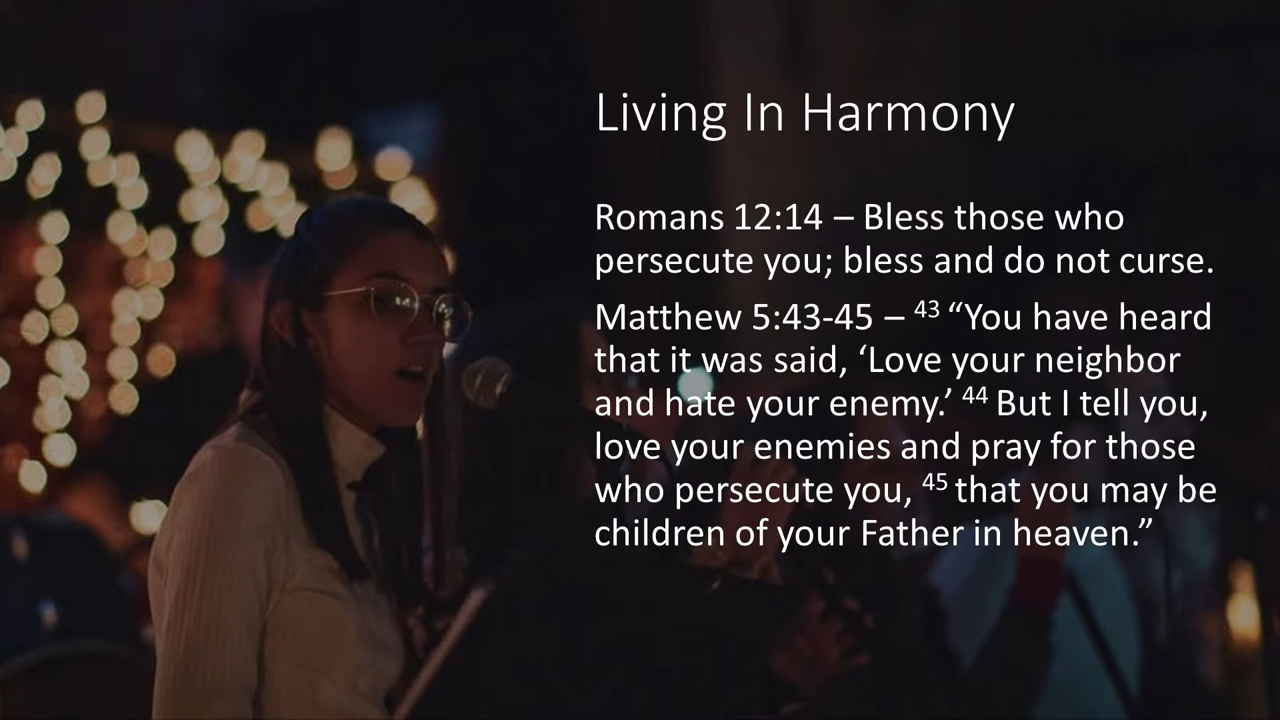 Living In Harmony
Romans 12:14 – Bless those who
persecute you; bless and do not curse.
Matthew 5:43-45 – 43 “You have heard
that it was said, ‘Love your neighbor
and hate your enemy.’ 44 But I tell you,
love your enemies and pray for those
who persecute you, 45 that you may be
children of your Father in heaven.”